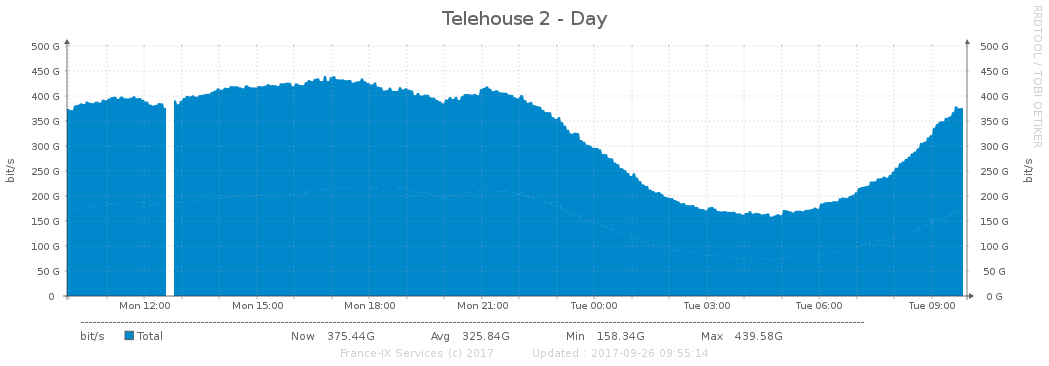 Telehouse 2 - Day
RRDTOOL / TOBI OETIKER
500 G 500 G
450 G 450 G
400 G 400 G
350 G 350 G
300 G 300 G
250 G 250 G
200 G 200 G
150 G 150 G
100 G 100 G
50 G 50 G
0 0 G
bit/s bit/s
Mon 12:00 Mon 15:00 Mon 18:00 Mon 21:00 Tue 00:00 Tue 03:00 Tue 06:00 Tue 09:00
bit/s Total Now 375.44G Avg 325.84G Min 158.34G Max 439.58G
France-IX Services (c) 2017 Updated : 2017-09-26 09:55:14